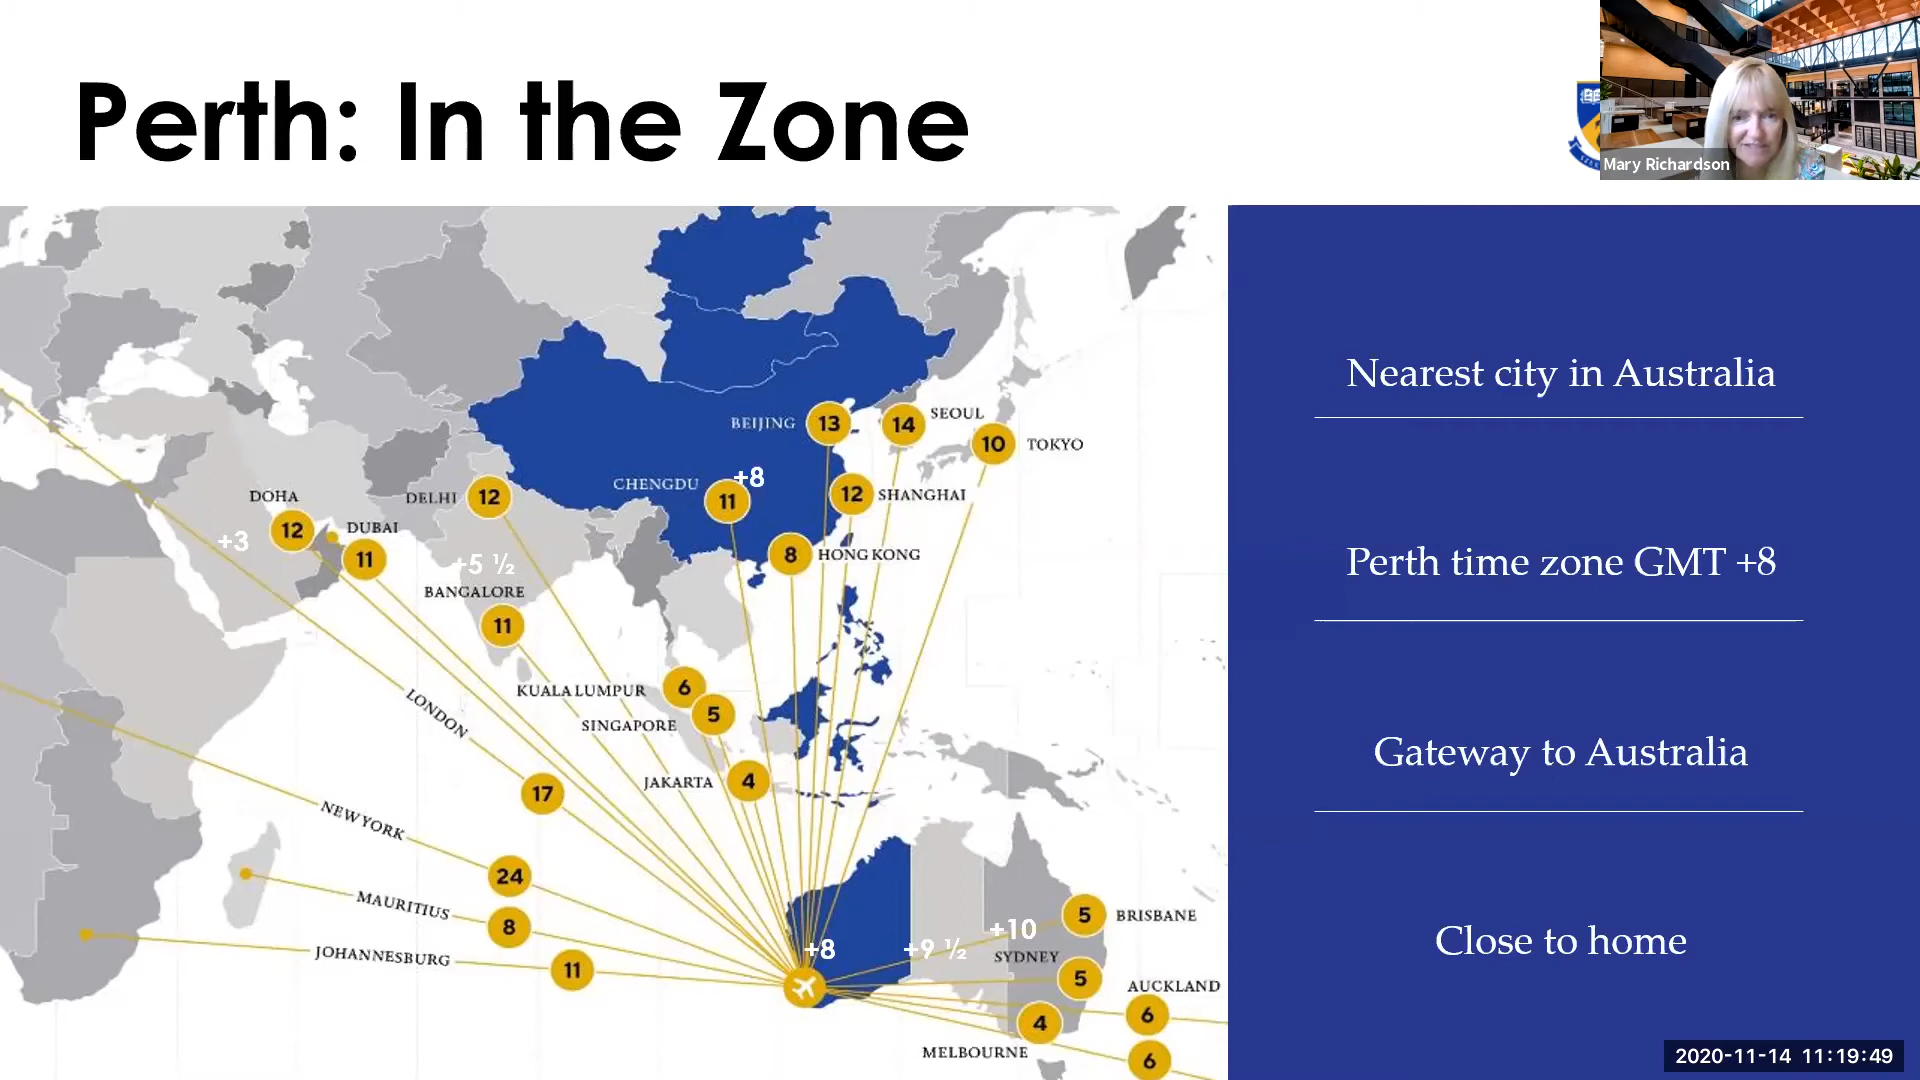 Perth: In the Zone
Mary Richardson
BEIJING 13
14 SEOUL
10 TOKYO
CHENGDU 11
+8
12 SHANGHAI
8 HONG KONG
DELHI 12
DOHA 12
DUBAI 11
+3
+5 ½
BANGALORE 11
KUALA LUMPUR 6
SINGAPORE 5
JAKARTA 4
LONDON 17
NEW YORK 24
MAURITIUS 8
JOHANNESBURG 11
+8
+9 ½
+10
5 BRISBANE
SYDNEY 5
AUCKLAND 6
MELBOURNE 4
6
Nearest city in Australia
Perth time zone GMT +8
Gateway to Australia
Close to home
2020-11-14 11:19:49